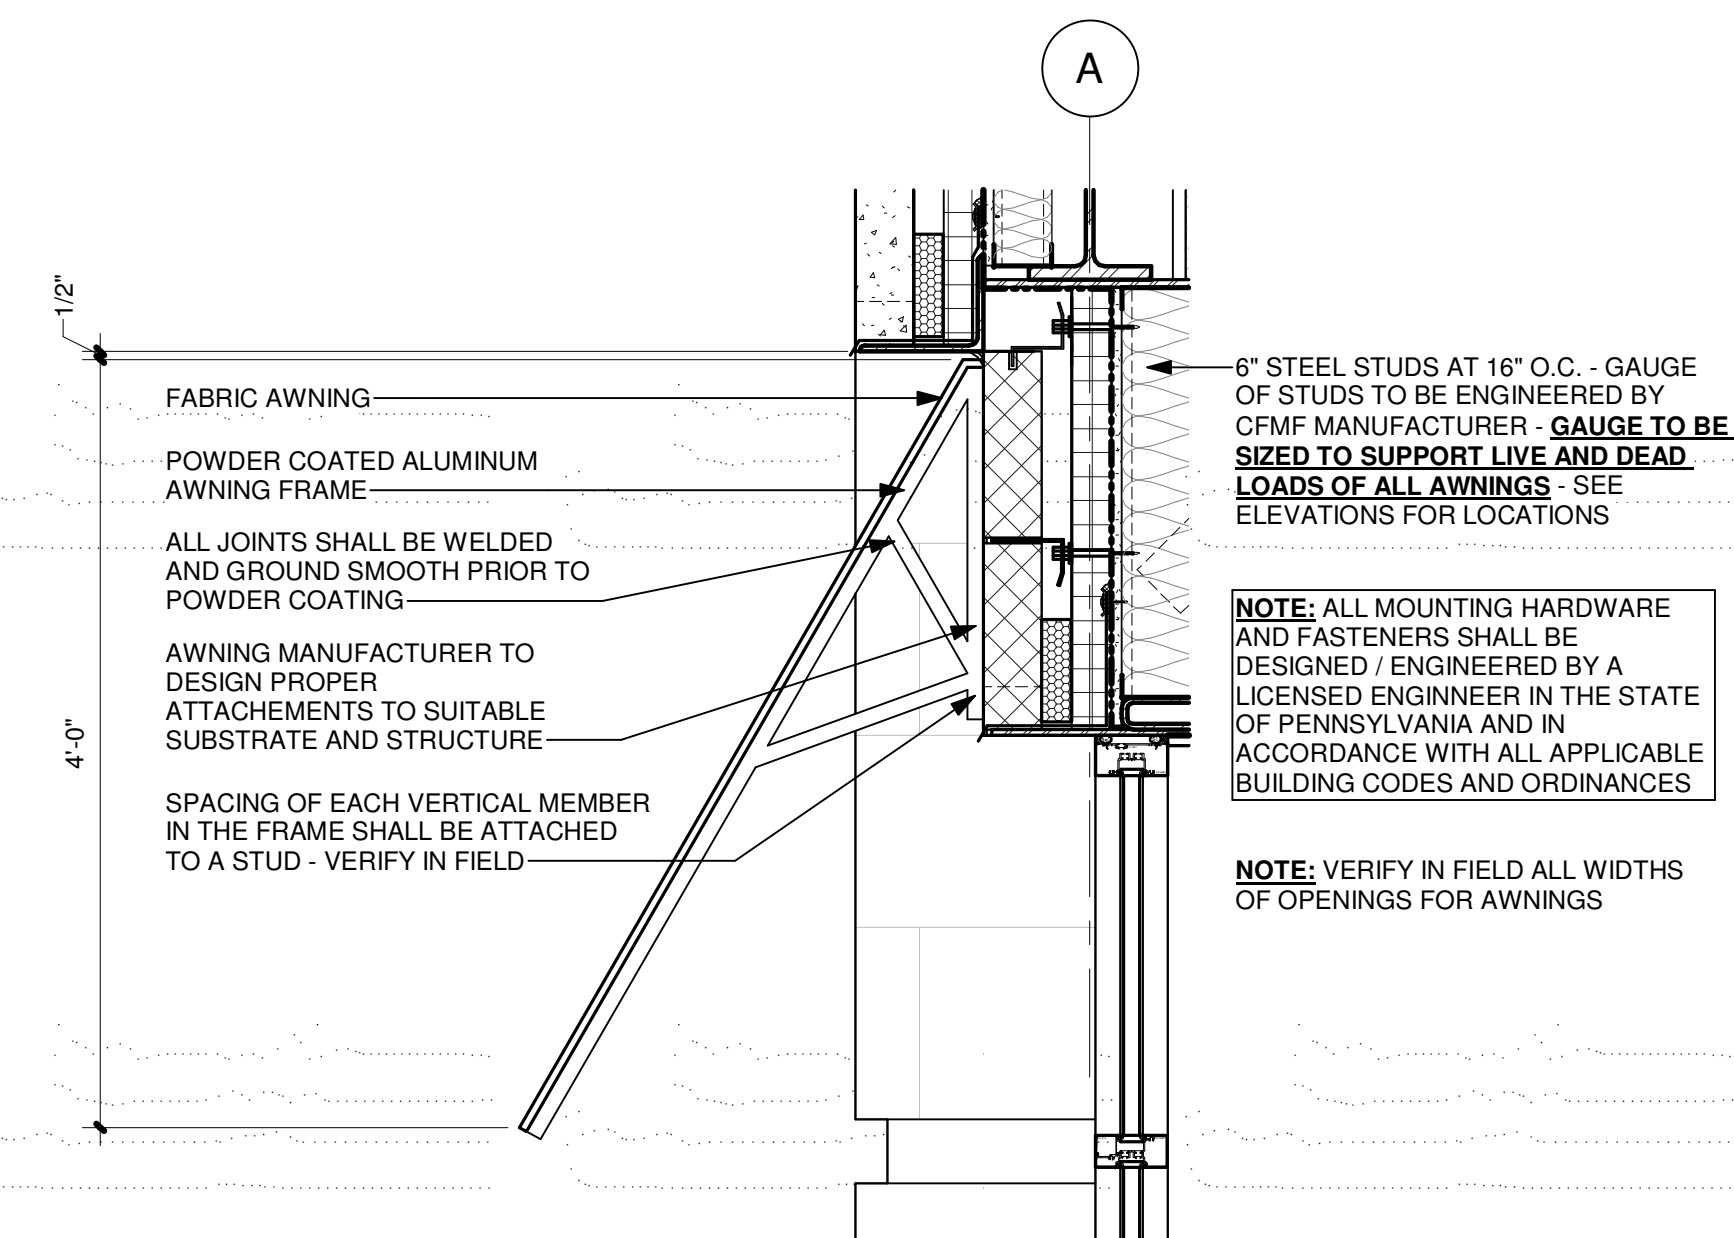 A
1/2"
4'-0"
FABRIC AWNING
POWDER COATED ALUMINUM
AWNING FRAME
ALL JOINTS SHALL BE WELDED
AND GROUND SMOOTH PRIOR TO
POWDER COATING
AWNING MANUFACTURER TO
DESIGN PROPER
ATTACHEMENTS TO SUITABLE
SUBSTRATE AND STRUCTURE
SPACING OF EACH VERTICAL MEMBER
IN THE FRAME SHALL BE ATTACHED
TO A STUD - VERIFY IN FIELD
6" STEEL STUDS AT 16" O.C. - GAUGE
OF STUDS TO BE ENGINEERED BY
CFMF MANUFACTURER - GAUGE TO BE
SIZED TO SUPPORT LIVE AND DEAD
LOADS OF ALL AWNINGS - SEE
ELEVATIONS FOR LOCATIONS
NOTE: ALL MOUNTING HARDWARE
AND FASTENERS SHALL BE
DESIGNED / ENGINEERED BY A
LICENSED ENGINNEER IN THE STATE
OF PENNSYLVANIA AND IN
ACCORDANCE WITH ALL APPLICABLE
BUILDING CODES AND ORDINANCES
NOTE: VERIFY IN FIELD ALL WIDTHS
OF OPENINGS FOR AWNINGS